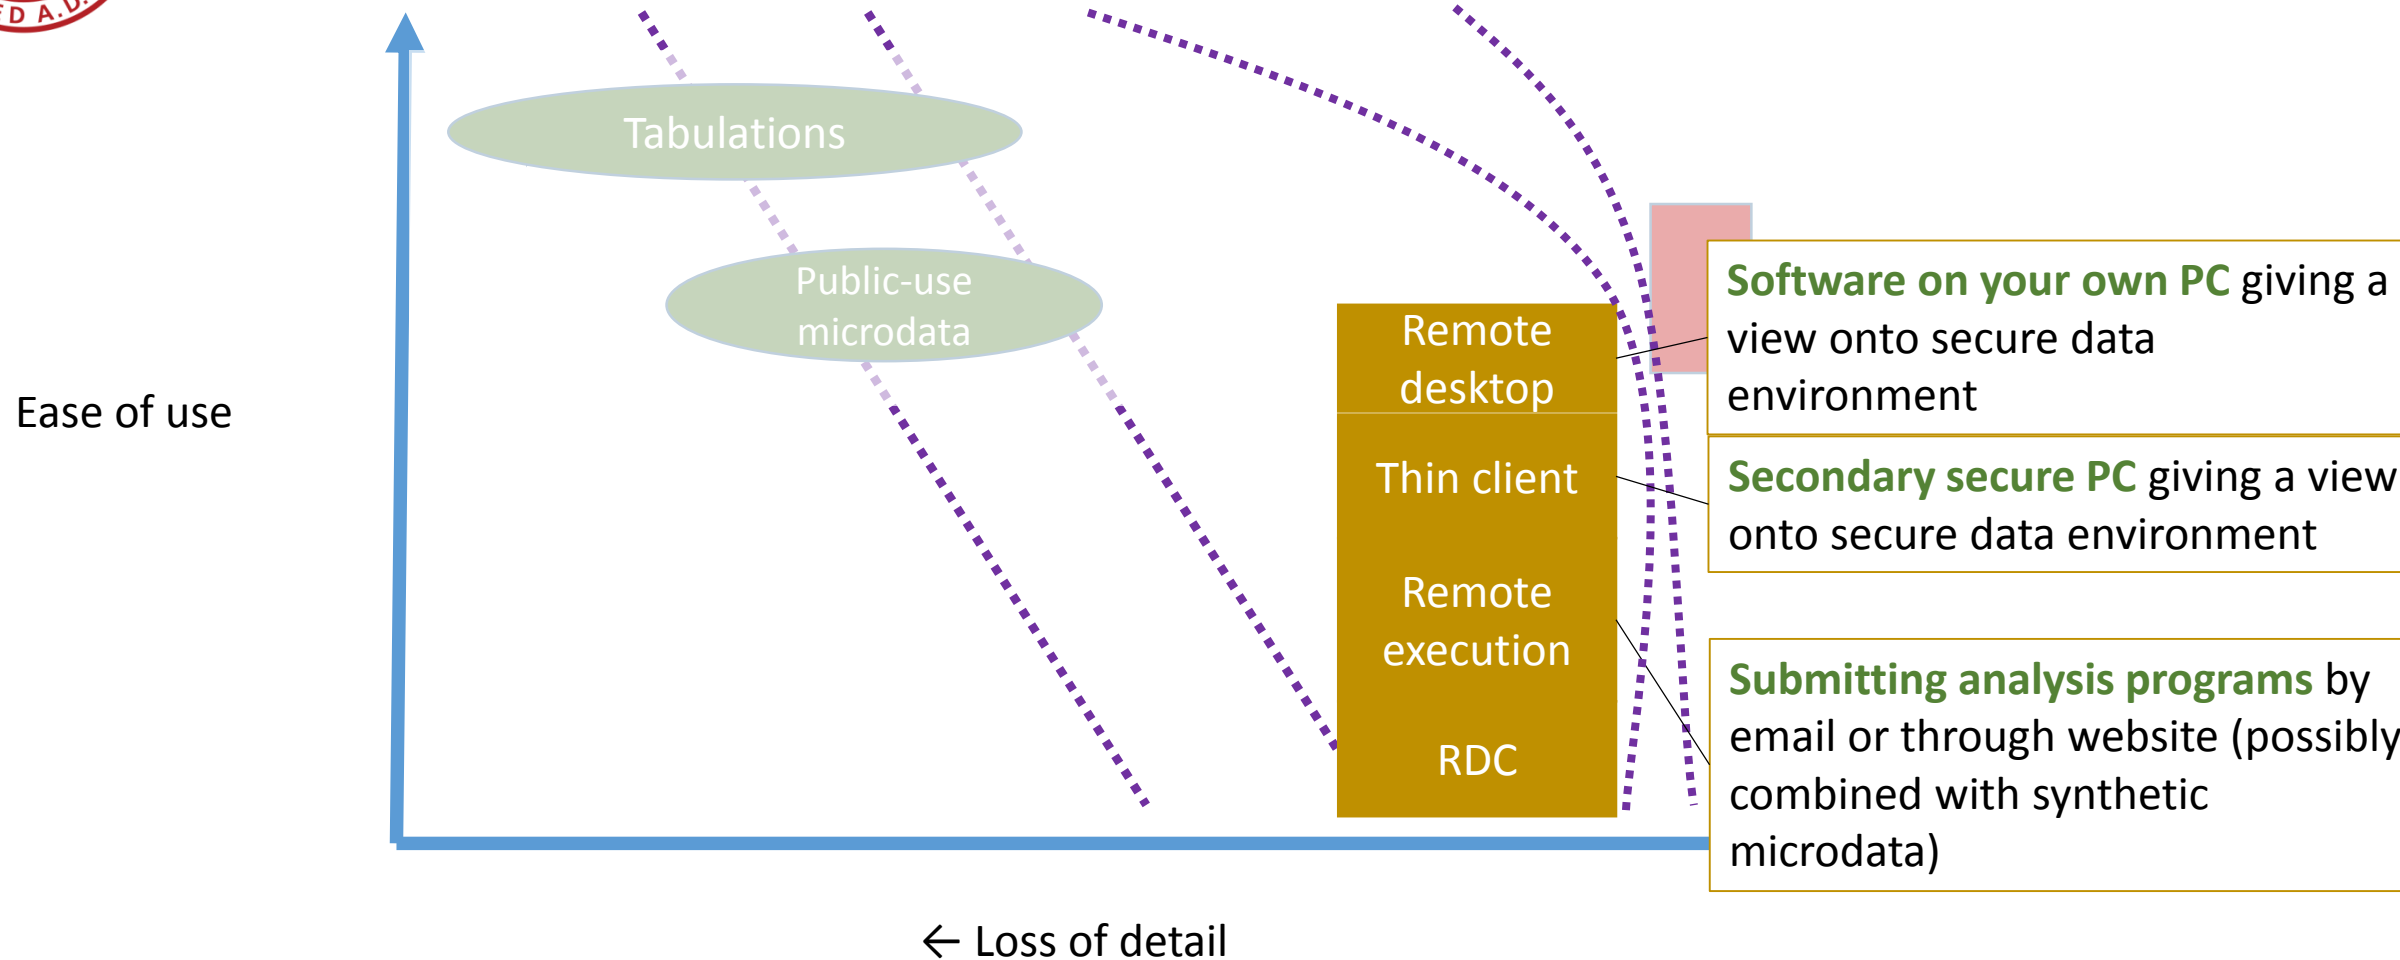 ED A.D.
Tabulations
Public-use
microdata
Ease of use
Remote
desktop
Thin client
Remote
execution
RDC
Software on your own PC giving a
view onto secure data
environment
Secondary secure PC giving a view
onto secure data environment
Submitting analysis programs by
email or through website (possibly
combined with synthetic
microdata)
← Loss of detail